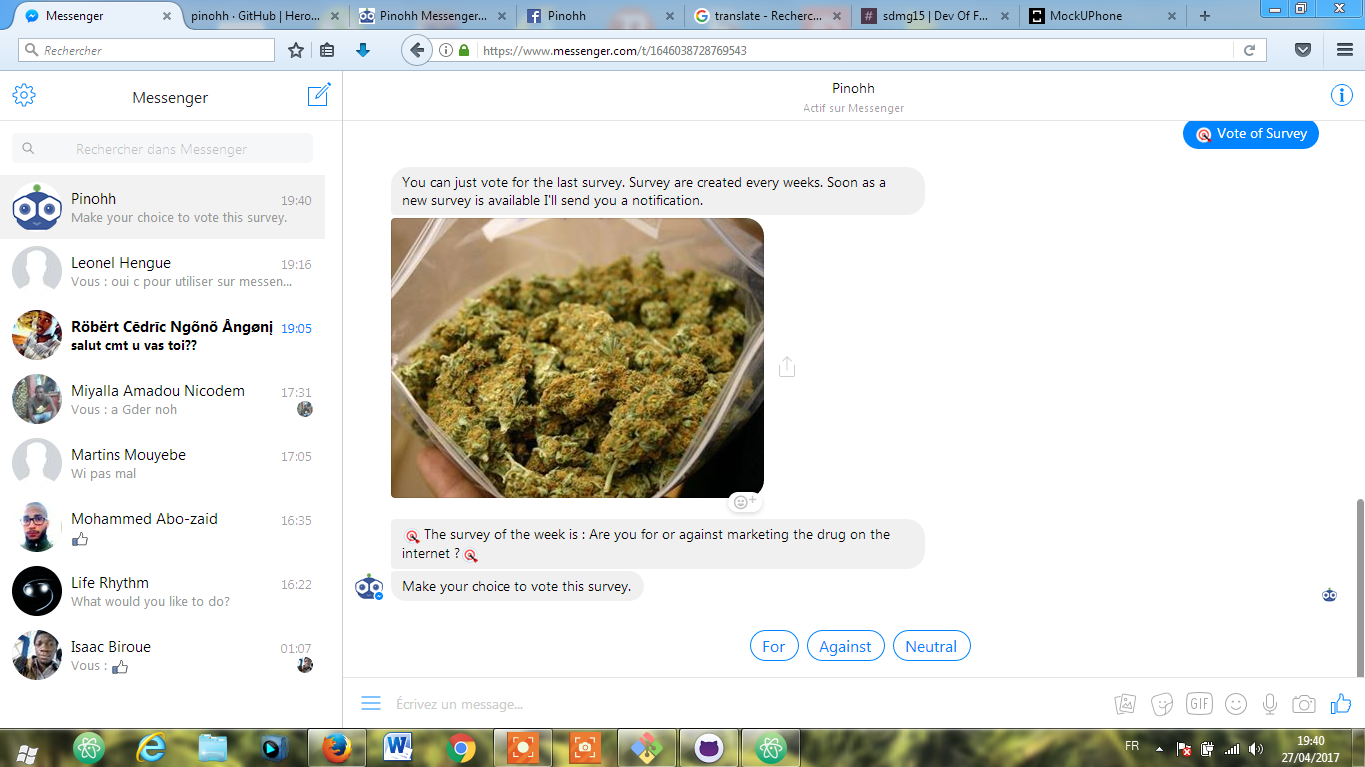 Messenger
pinohh · GitHub | Hero...
Pinohh Messenger...
Pinohh
translate - Recherc...
sdmg15 | Dev Of F...
MockUPhone
Rechercher
https://www.messenger.com/t/1646038728769543
Messenger
Pinohh
Actif sur Messenger
Rechercher dans Messenger
Pinohh 19:40
Make your choice to vote this survey.
Leonel Hengue 19:16
Vous : oui c pour utiliser sur messen...
Röbërt Cēdrīc Ngõnõ Ångønị 19:05
salut cmt u vas toi??
Miyalla Amadou Nicodem 17:31
Vous : a Gder noh
Martins Mouyebe 17:05
Wi pas mal
Mohammed Abo-zaid 16:35
Life Rhythm 16:22
What would you like to do?
Isaac Biroue 01:07
Vous :
Vote of Survey
You can just vote for the last survey. Survey are created every weeks. Soon as a
new survey is available I'll send you a notification.
The survey of the week is : Are you for or against marketing the drug on the
internet ?
Make your choice to vote this survey.
For
Against
Neutral
Écrivez un message...
GIF
FR
19:40
27/04/2017